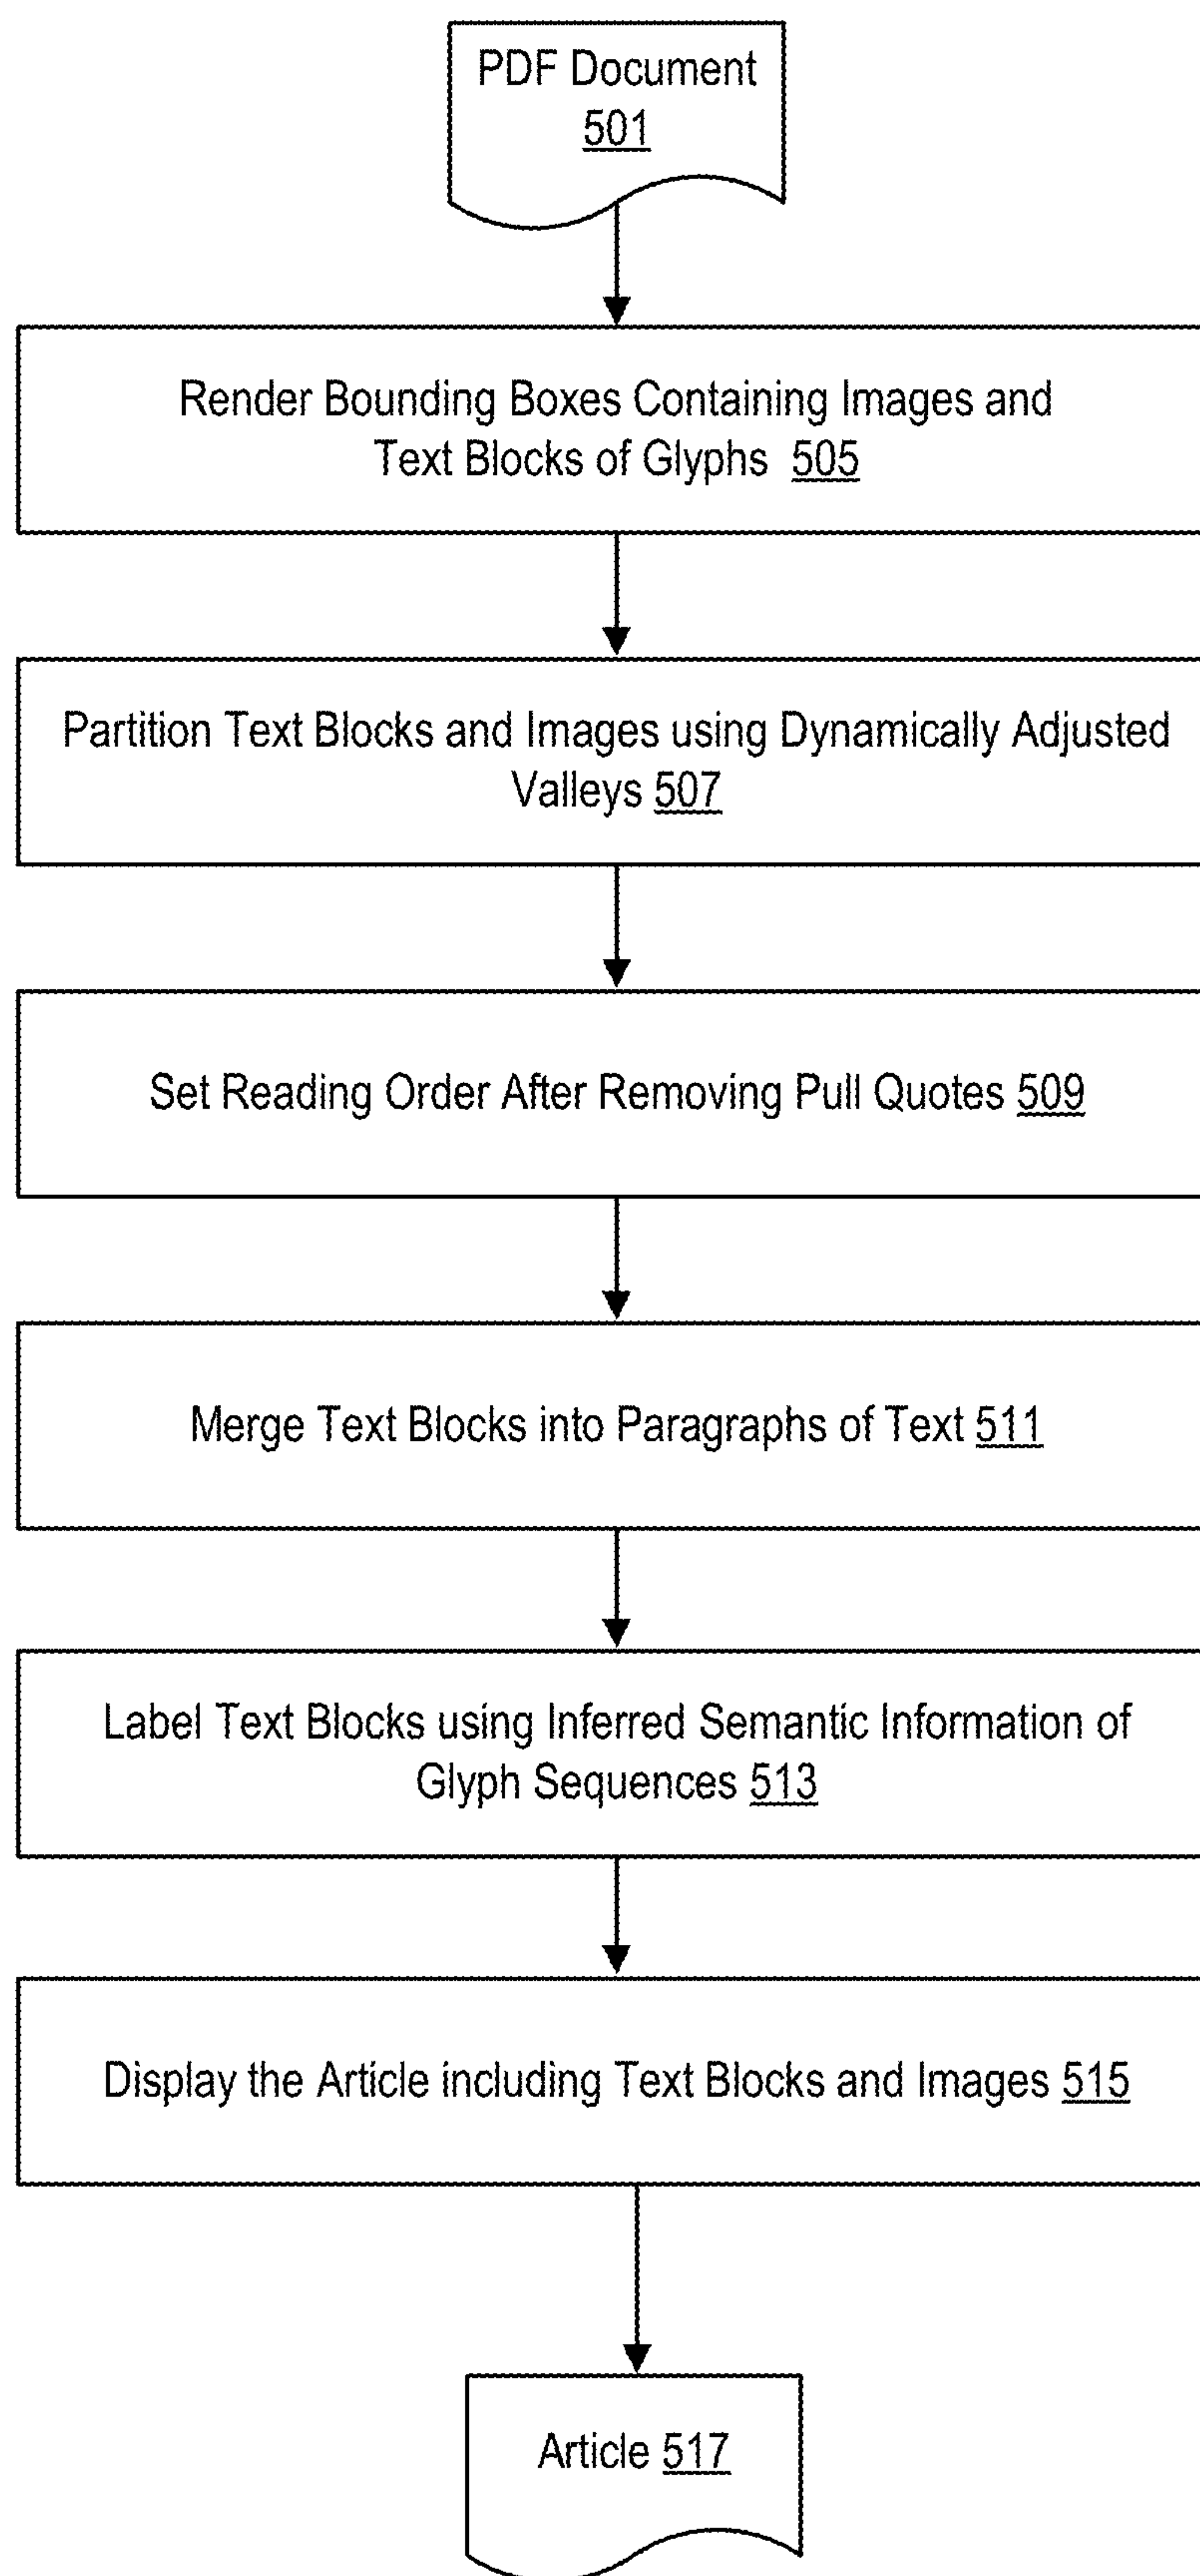 PDF Document
501
Render Bounding Boxes Containing Images and
Text Blocks of Glyphs 505
Partition Text Blocks and Images using Dynamically Adjusted
Valleys 507
Set Reading Order After Removing Pull Quotes 509
Merge Text Blocks into Paragraphs of Text 511
Label Text Blocks using Inferred Semantic Information of
Glyph Sequences 513
Display the Article including Text Blocks and Images 515
Article 517